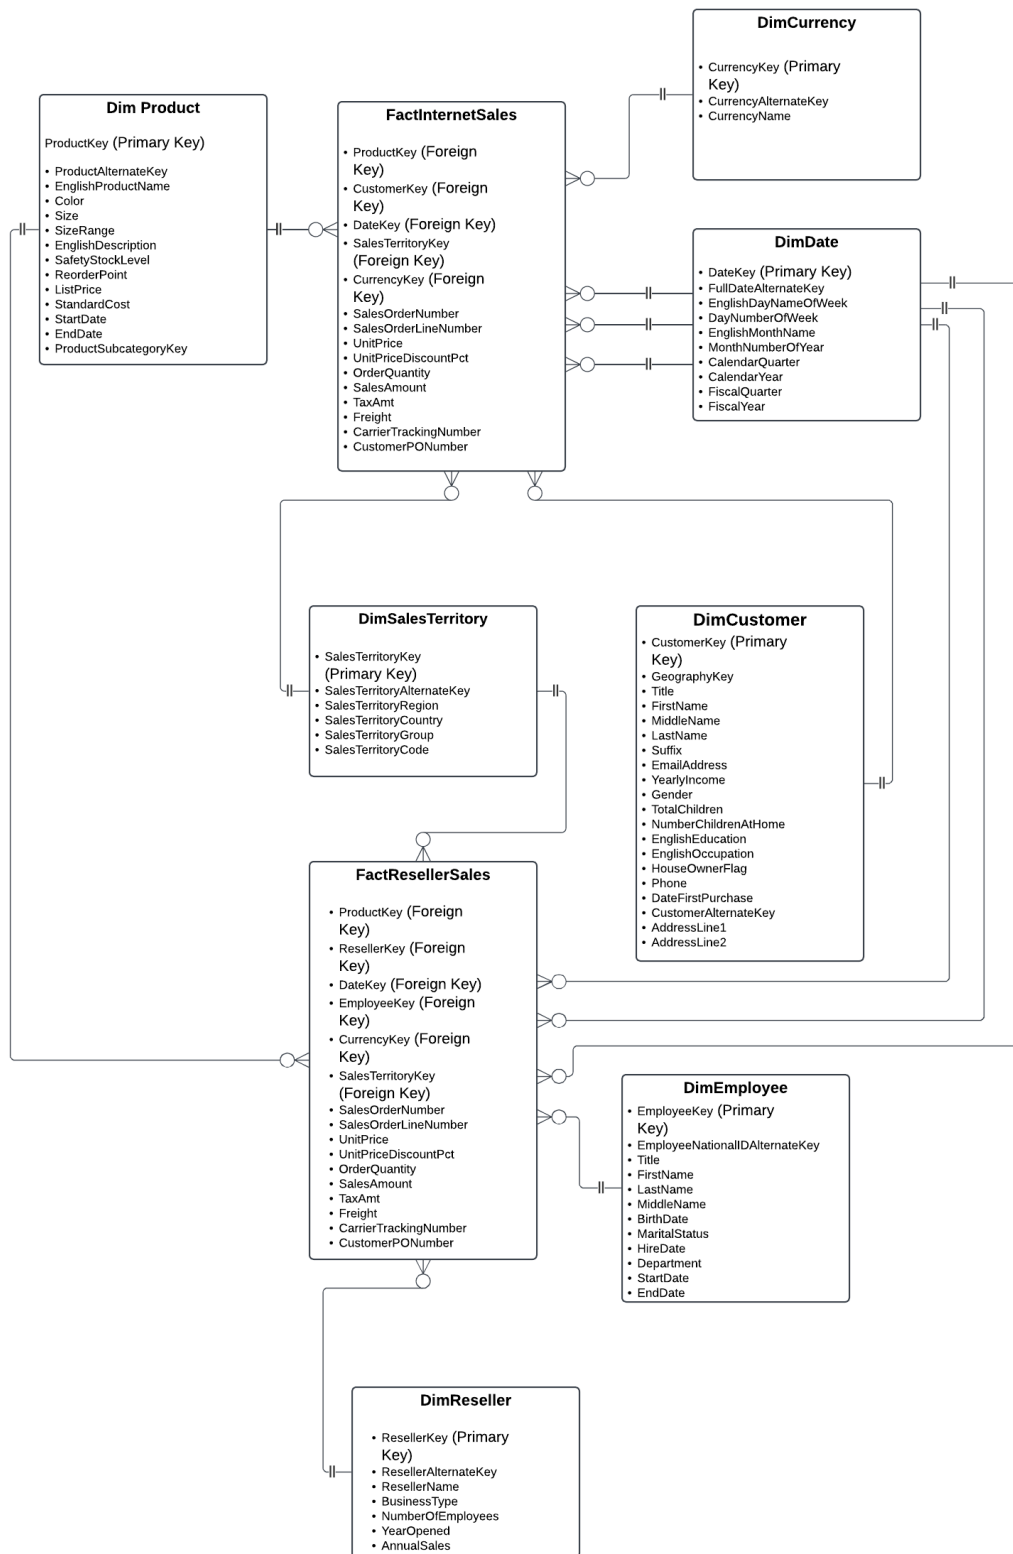 DimCurrency
• CurrencyKey (Primary
Key)
• CurrencyAlternateKey
• CurrencyName
Dim Product
ProductKey (Primary Key)
• ProductAlternateKey
• EnglishProductName
• Color
• Size
• SizeRange
• EnglishDescription
• SafetyStockLevel
• ReorderPoint
• ListPrice
• StandardCost
• StartDate
• EndDate
• ProductSubcategoryKey
FactInternetSales
• ProductKey (Foreign
Key)
• CustomerKey (Foreign
Key)
• DateKey (Foreign Key)
• SalesTerritoryKey
(Foreign Key)
• CurrencyKey (Foreign
Key)
• SalesOrderNumber
• SalesOrderLineNumber
• UnitPrice
• UnitPriceDiscountPct
• OrderQuantity
• SalesAmount
• TaxAmt
• Freight
• CarrierTrackingNumber
• CustomerPONumber
DimDate
• DateKey (Primary Key)
• FullDateAlternateKey
• EnglishDayNameOfWeek
• DayNumberOfWeek
• EnglishMonthName
• MonthNumberOfYear
• CalendarQuarter
• CalendarYear
• FiscalQuarter
• FiscalYear
DimSalesTerritory
• SalesTerritoryKey
(Primary Key)
• SalesTerritoryAlternateKey
• SalesTerritoryRegion
• SalesTerritoryCountry
• SalesTerritoryGroup
• SalesTerritoryCode
DimCustomer
• CustomerKey (Primary
Key)
• GeographyKey
• Title
• FirstName
• MiddleName
• LastName
• Suffix
• EmailAddress
• YearlyIncome
• Gender
• TotalChildren
• NumberChildrenAtHome
• EnglishEducation
• EnglishOccupation
• HouseOwnerFlag
• Phone
• DateFirstPurchase
• CustomerAlternateKey
• AddressLine1
• AddressLine2
FactResellerSales
• ProductKey (Foreign
Key)
• ResellerKey (Foreign
Key)
• DateKey (Foreign Key)
• EmployeeKey (Foreign
Key)
• CurrencyKey (Foreign
Key)
• SalesTerritoryKey
(Foreign Key)
• SalesOrderNumber
• SalesOrderLineNumber
• UnitPrice
• UnitPriceDiscountPct
• OrderQuantity
• SalesAmount
• TaxAmt
• Freight
• CarrierTrackingNumber
• CustomerPONumber
DimEmployee
• EmployeeKey (Primary
Key)
• EmployeeNationalIDAlternateKey
• Title
• FirstName
• LastName
• MiddleName
• BirthDate
• MaritalStatus
• HireDate
• Department
• StartDate
• EndDate
DimReseller
• ResellerKey (Primary
Key)
• ResellerAlternateKey
• ResellerName
• BusinessType
• NumberOfEmployees
• YearOpened
• AnnualSales